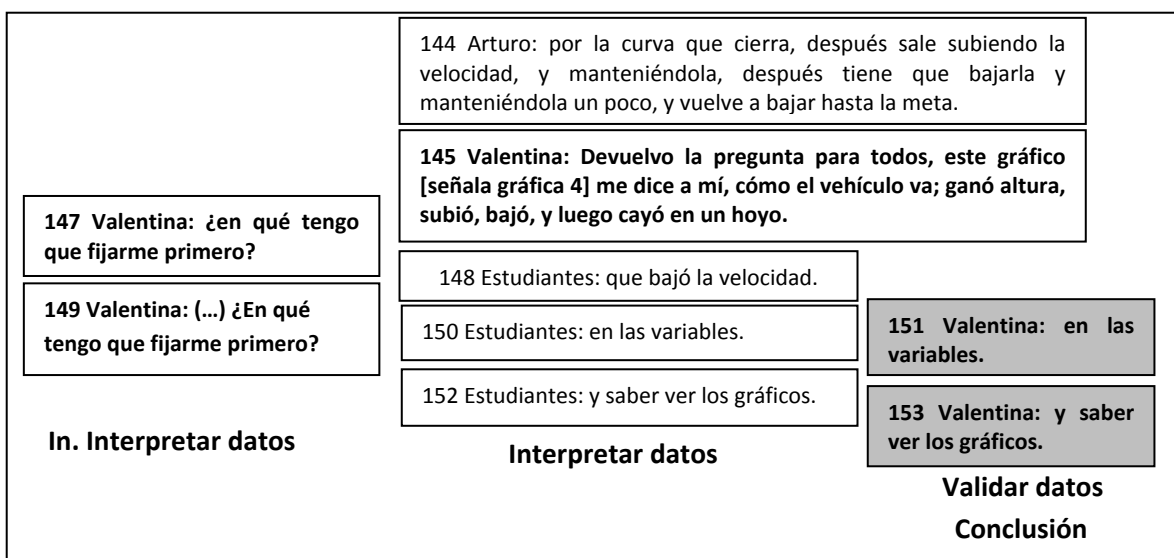 144 Arturo: por la curva que cierra, después sale subiendo la
velocidad, y manteniéndola, después tiene que bajarla y
manteniéndola un poco, y vuelve a bajar hasta la meta.
145 Valentina: Devuelvo la pregunta para todos, este gráfico
[señala gráfica 4] me dice a mí, cómo el vehículo va; ganó altura,
subió, bajó, y luego cayó en un hoyo.
147 Valentina: ¿en qué tengo
que fijarme primero?
148 Estudiantes: que bajó la velocidad.
149 Valentina: (...) ¿En qué
tengo que fijarme primero?
150 Estudiantes: en las variables.
151 Valentina: en las
variables.
152 Estudiantes: y saber ver los gráficos.
153 Valentina: y saber
ver los gráficos.
In. Interpretar datos
Interpretar datos
Validar datos
Conclusión